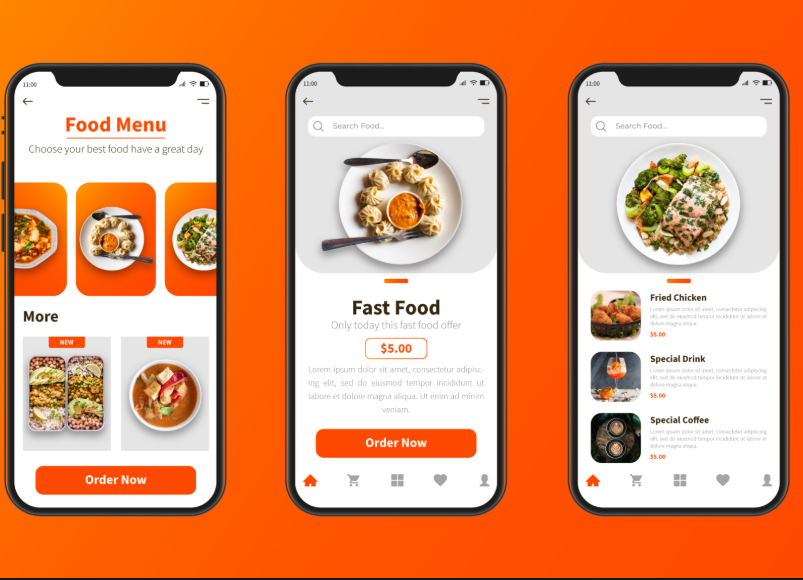 11:00
Food Menu
Choose your best food have a great day
More
NEW
NEW
Order Now
11:00
Search Food...
Fast Food
Only today this fast food offer
$5.00
Lorem ipsum dolor sit amet, consectetur adipisc-
ing elit, sed do eiusmod tempor incididunt ut
labore et dolore magna aliqua. Ut enim ad minim
veniam.
Order Now
11:00
Search Food...
Fried Chicken
Lorem ipsum dolor sit amet, consectetur adipiscing
elit, sed do eiusmod tempor incididunt ut labore et
dolore magna aliqua.
$5.00
Special Drink
Lorem ipsum dolor sit amet, consectetur adipiscing
elit, sed do eiusmod tempor incididunt ut labore et
dolore magna aliqua.
$5.00
Special Coffee
Lorem ipsum dolor sit amet, consectetur adipiscing
elit, sed do eiusmod tempor incididunt ut labore et
dolore magna aliqua.
$5.00